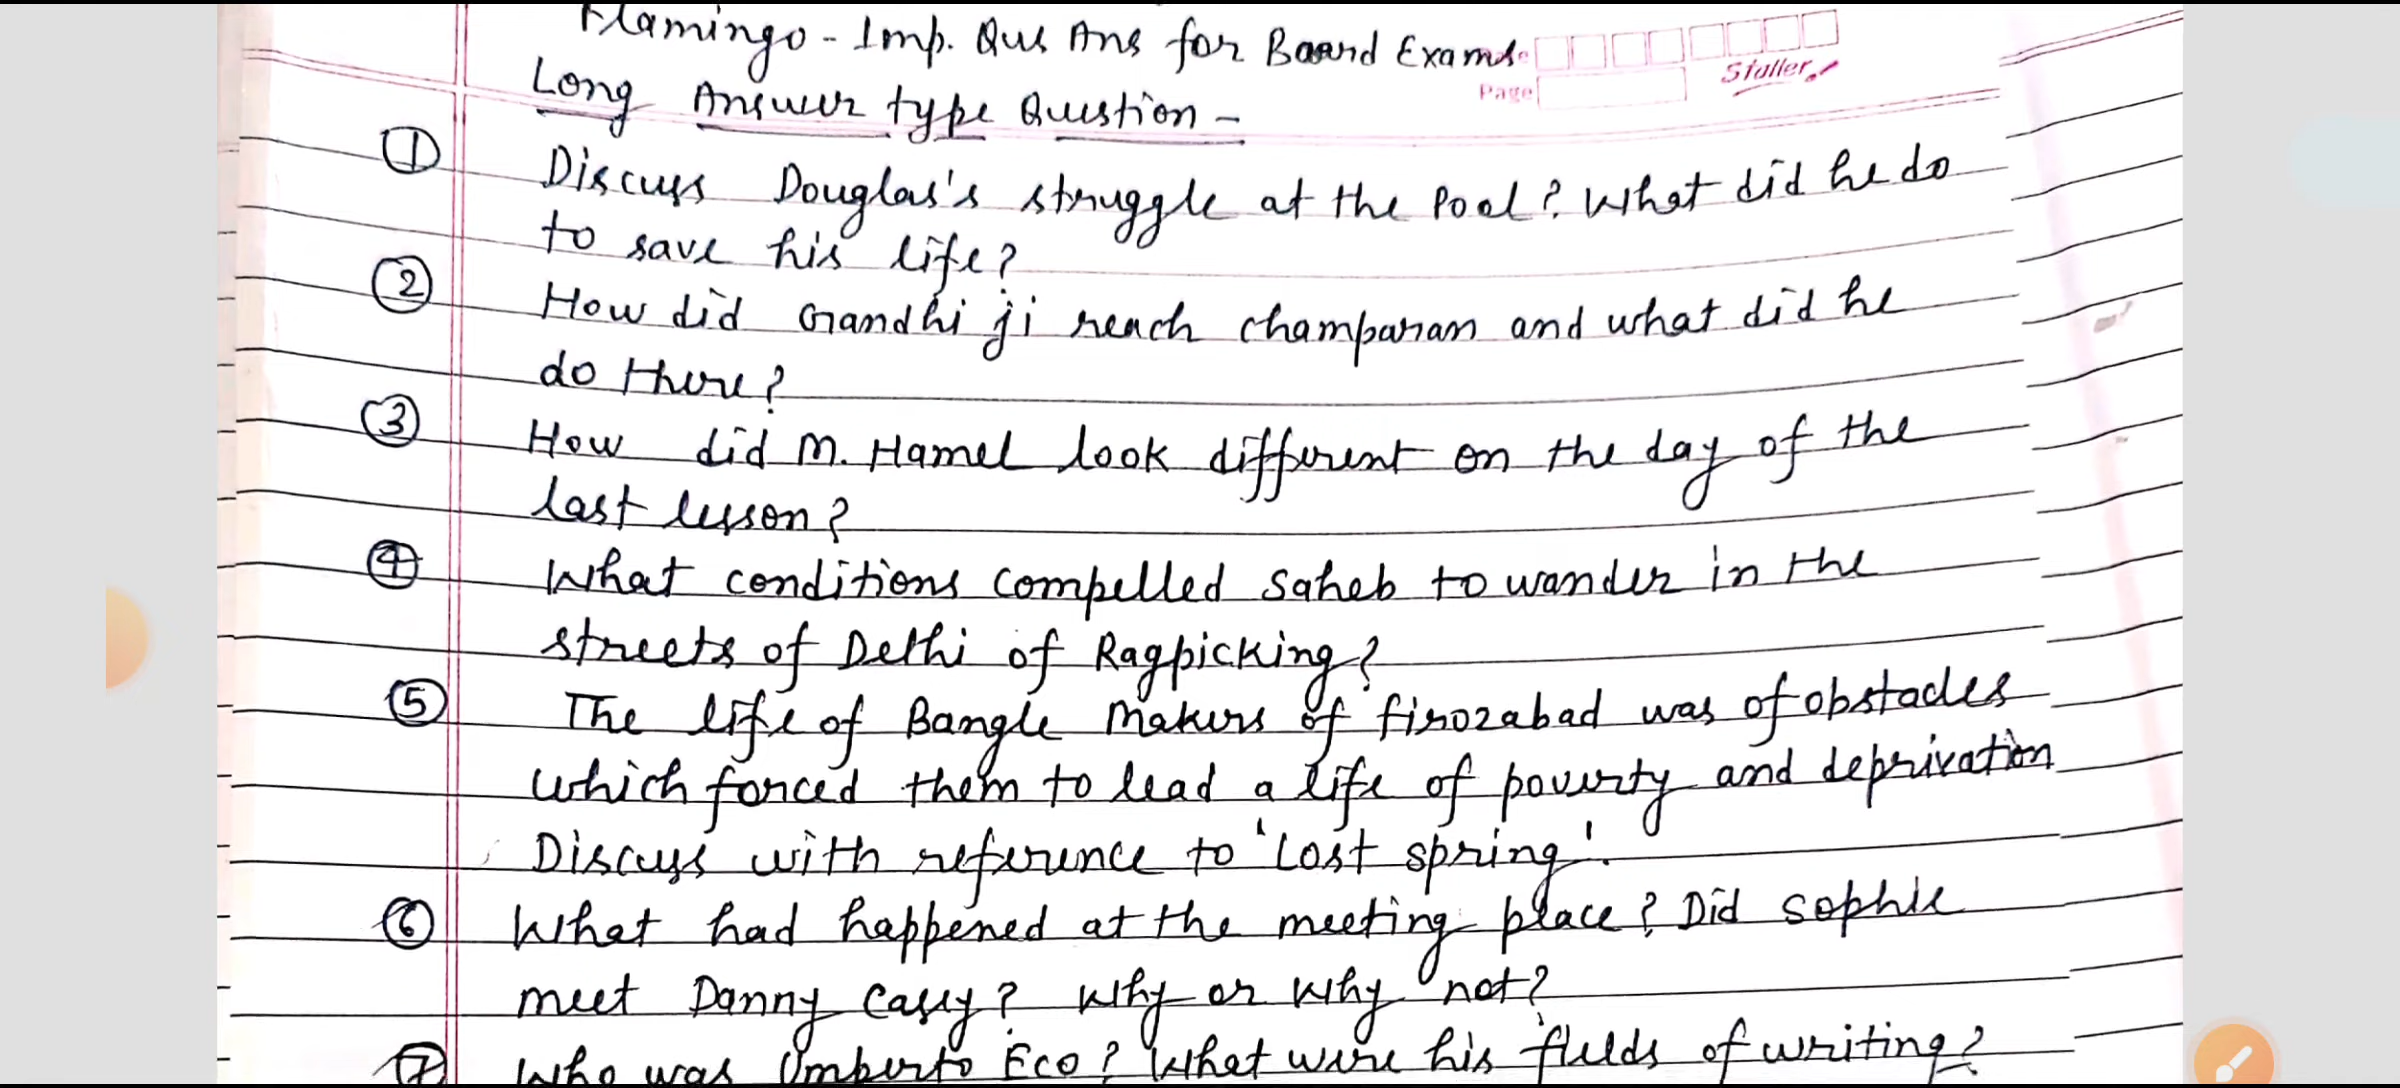 Flamingo - Imp. Qus Ans for Board Exams.
Page
Long Answer type Question -
① Discuss Douglas's struggle at the Pool? What did he do
to save his life?
② How did Gandhi ji reach champaran and what did he
do there?
③ How did M. Hamel look different on the day of the
last lesson?
④ What conditions compelled Saheb to wander in the
streets of Delhi of Ragpicking?
⑤ The life of Bangle Makers of firozabad was of obstacles
which forced them to lead a life of poverty and deprivation
Discuss with reference to 'Lost spring'.
⑥ What had happened at the meeting place? Did Sophie
meet Danny Casey? Why or Why not?
⑦ Who was Umberto Eco? What were his fields of writing?